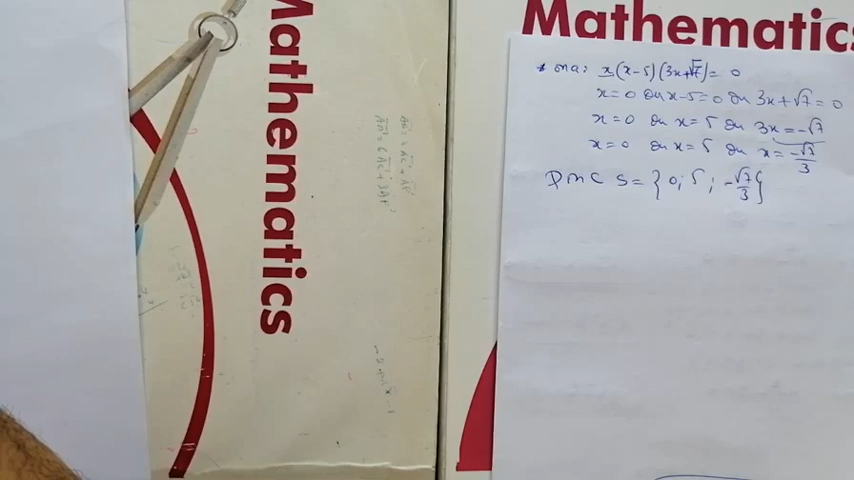 Mathematics
Mathematics
* on a: x(x-5)(3x+√7)=0
x=0 ou x-5=0 ou 3x+√7=0
x=0 ou x=5 ou 3x=-√7
x=0 ou x=5 ou x=-√7/3
Donc S={0; 5; -√7/3}